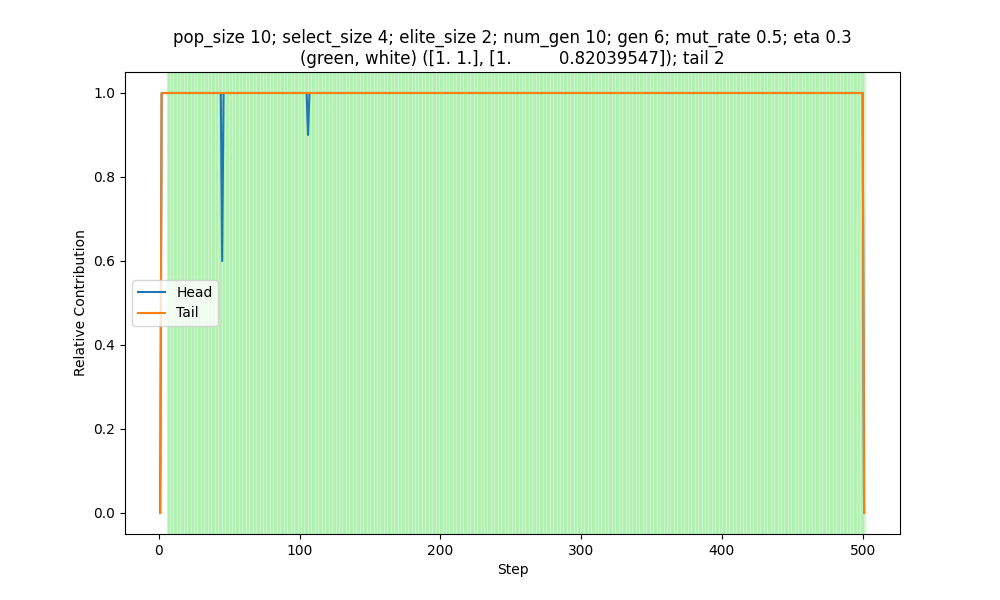 pop_size 10; select_size 4; elite_size 2; num_gen 10; gen 6; mut_rate 0.5; eta 0.3
(green, white) ([1. 1.], [1.         0.82039547]); tail 2
1.0
0.8
0.6
0.4
0.2
0.0
Relative Contribution
Head
Tail
0
100
200
300
400
500
Step